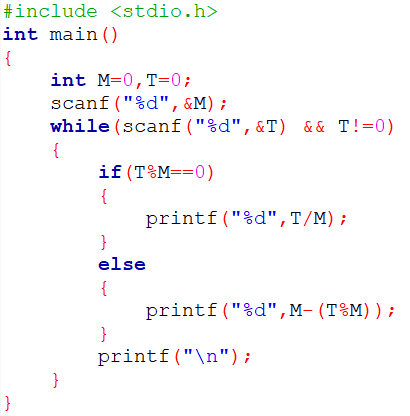 #include <stdio.h>
int main()
{
    int M=0,T=0;
    scanf("%d",&M);
    while(scanf("%d",&T) && T!=0)
    {
        if(T%M==0)
        {
            printf("%d",T/M);
        }
        else
        {
            printf("%d",M-(T%M));
        }
        printf("\n");
    }
}